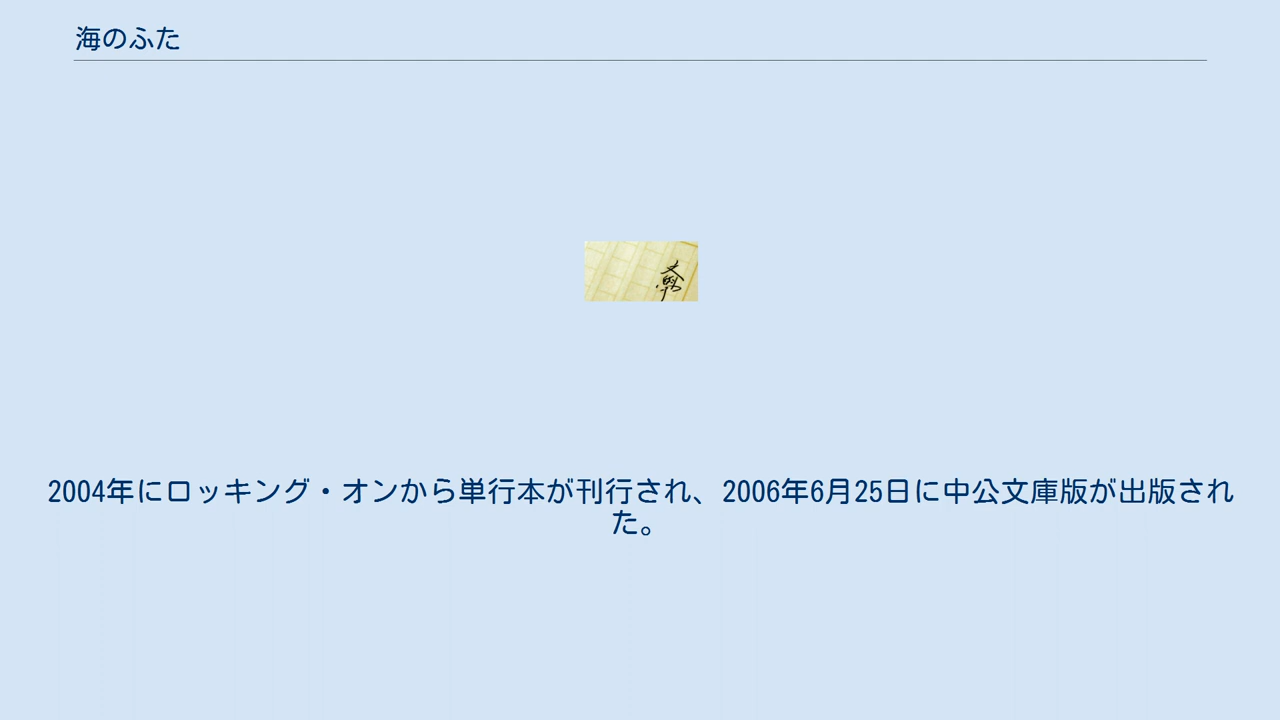 海のふた
2004年にロッキング・オンから単行本が刊行され、2006年6月25日に中公文庫版が出版され
た。